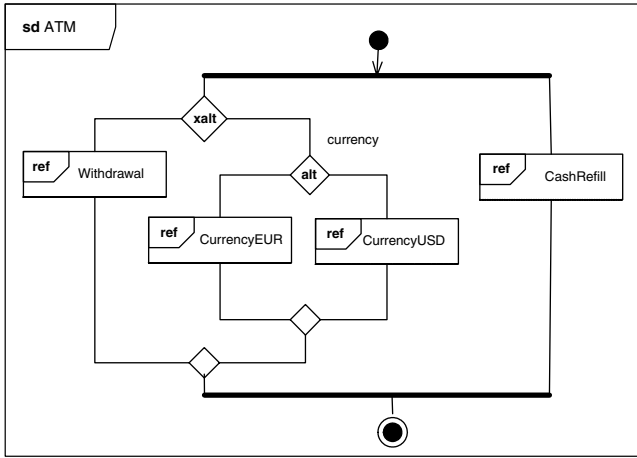 sd ATM
xalt
currency
ref
Withdrawal
alt
ref
CashRefill
ref
CurrencyEUR
ref
CurrencyUSD